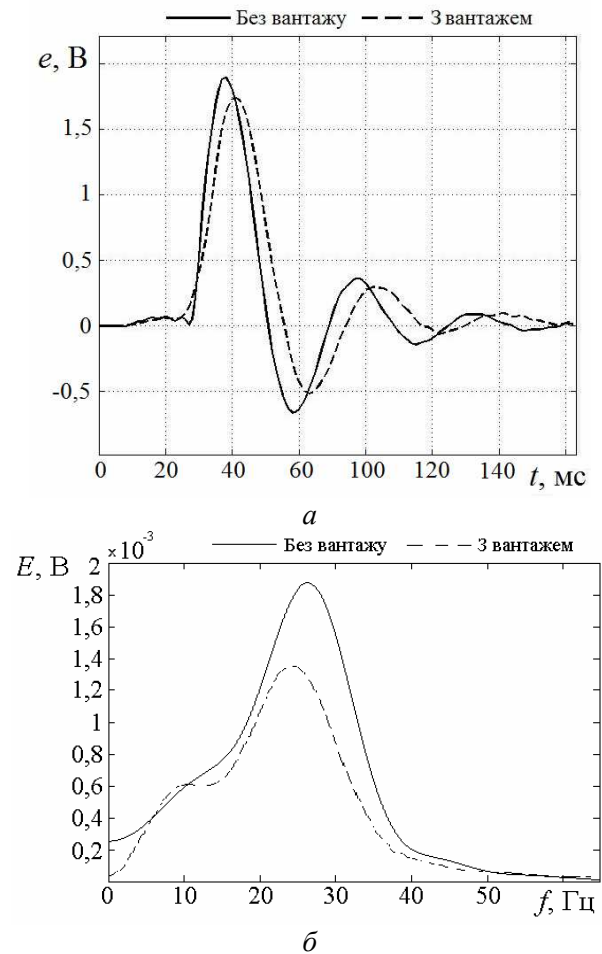 Без вантажу З вантажем
e, В
1,5
1
0,5
0
-0,5
0 20 40 60 80 100 120 140 t, мс
а
Без вантажу З вантажем
E, В 2 ×10⁻³
1,8
1,6
1,4
1,2
1
0,8
0,6
0,4
0,2
0 10 20 30 40 50 f, Гц
б